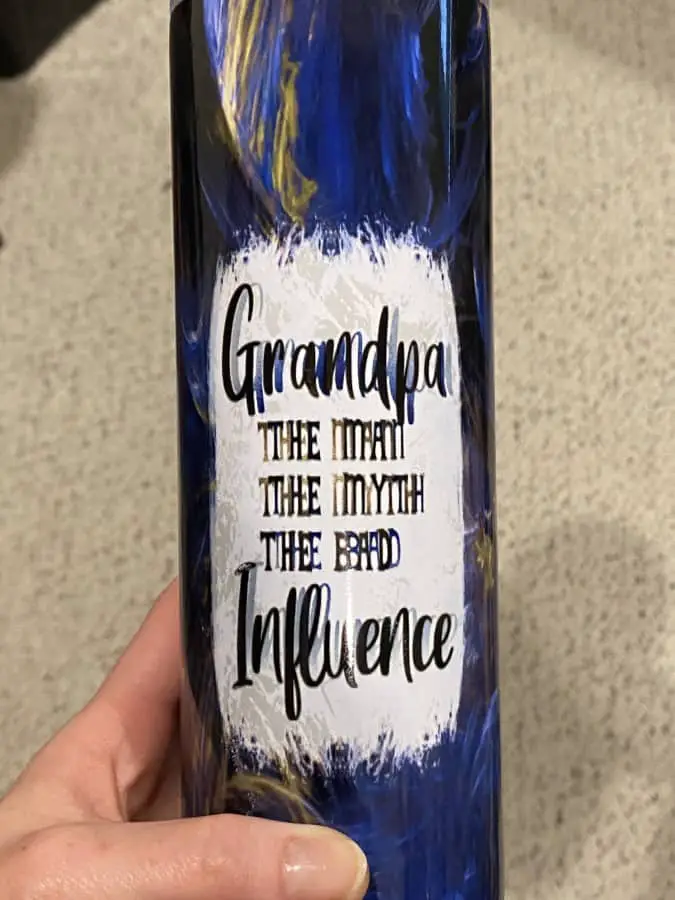 Grandpa
THE MAN
THE MYTH
THE BAD
Influence